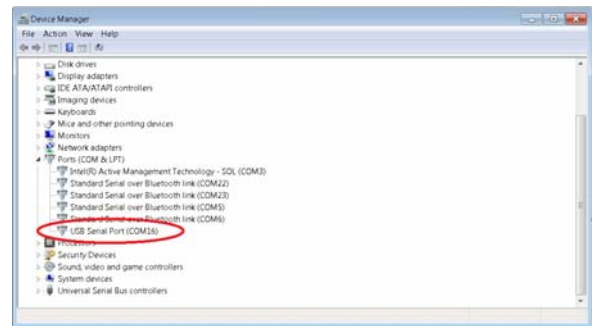 Device Manager
File Action View Help
Disk drives
Display adapters
IDE ATA/ATAPI controllers
Imaging devices
Keyboards
Mice and other pointing devices
Monitors
Network adapters
Ports (COM & LPT)
Intel(R) Active Management Technology - SOL (COM3)
Standard Serial over Bluetooth link (COM22)
Standard Serial over Bluetooth link (COM23)
Standard Serial over Bluetooth link (COM5)
Standard Serial over Bluetooth link (COM6)
USB Serial Port (COM16)
Processors
Security Devices
Sound, video and game controllers
System devices
Universal Serial Bus controllers